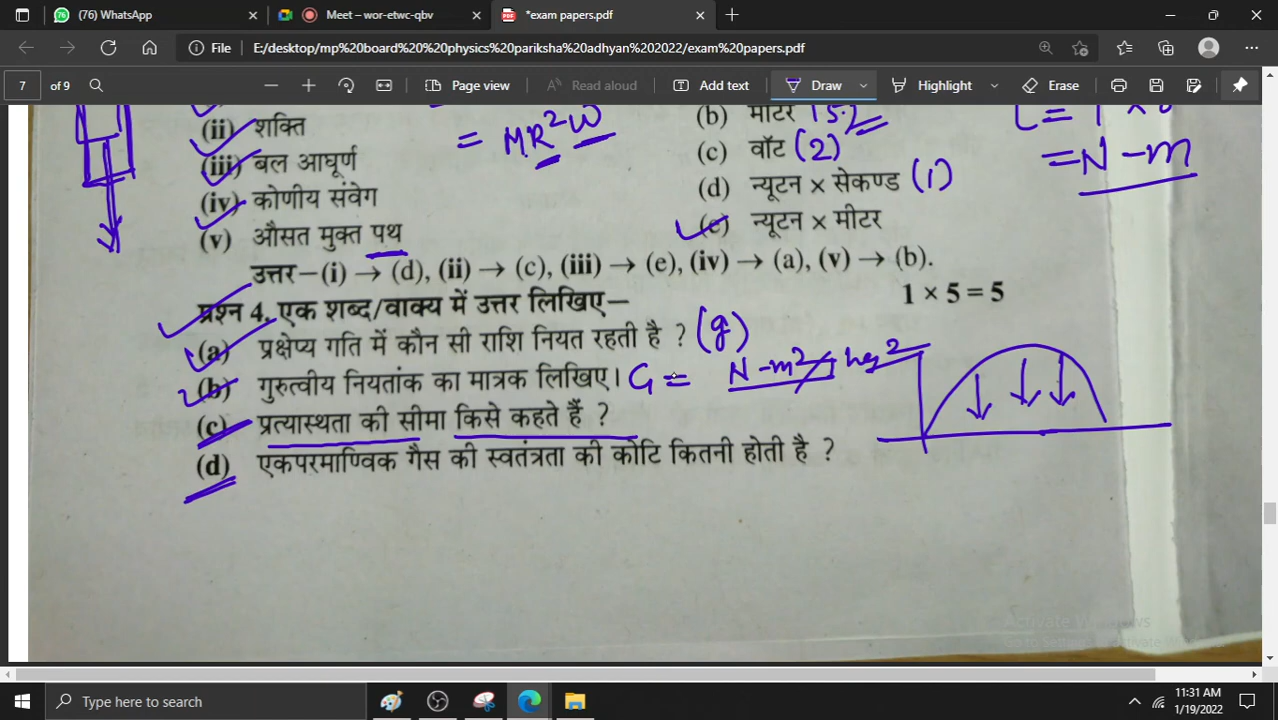 (76) WhatsApp
Meet – wor-etwc-qbv
*exam papers.pdf
File
E:/desktop/mp%20board%20%20physics%20pariksha%20adhyan%202022/exam%20papers.pdf
7 of 9
Page view
Read aloud
Add text
Draw
Highlight
Erase
(ii) शक्ति
(iii) बल आघूर्ण
(iv) कोणीय संवेग
(v) औसत मुक्त पथ
= MR²W
(b) मीटर
(c) वॉट (2)
(d) न्यूटन × सेकण्ड (1)
(e) न्यूटन × मीटर
= N – m
उत्तर–(i) → (d), (ii) → (c), (iii) → (e), (iv) → (a), (v) → (b).
प्रश्न 4. एक शब्द/वाक्य में उत्तर लिखिए–
1 × 5 = 5
(a) प्रक्षेप्य गति में कौन सी राशि नियत रहती है ? (g)
(b) गुरुत्वीय नियतांक का मात्रक लिखिए। G = N-m²/kg²
(c) प्रत्यास्थता की सीमा किसे कहते हैं ?
(d) एकपरमाण्विक गैस की स्वतंत्रता की कोटि कितनी होती है ?
Activate Windows
Type here to search
11:31 AM
1/19/2022